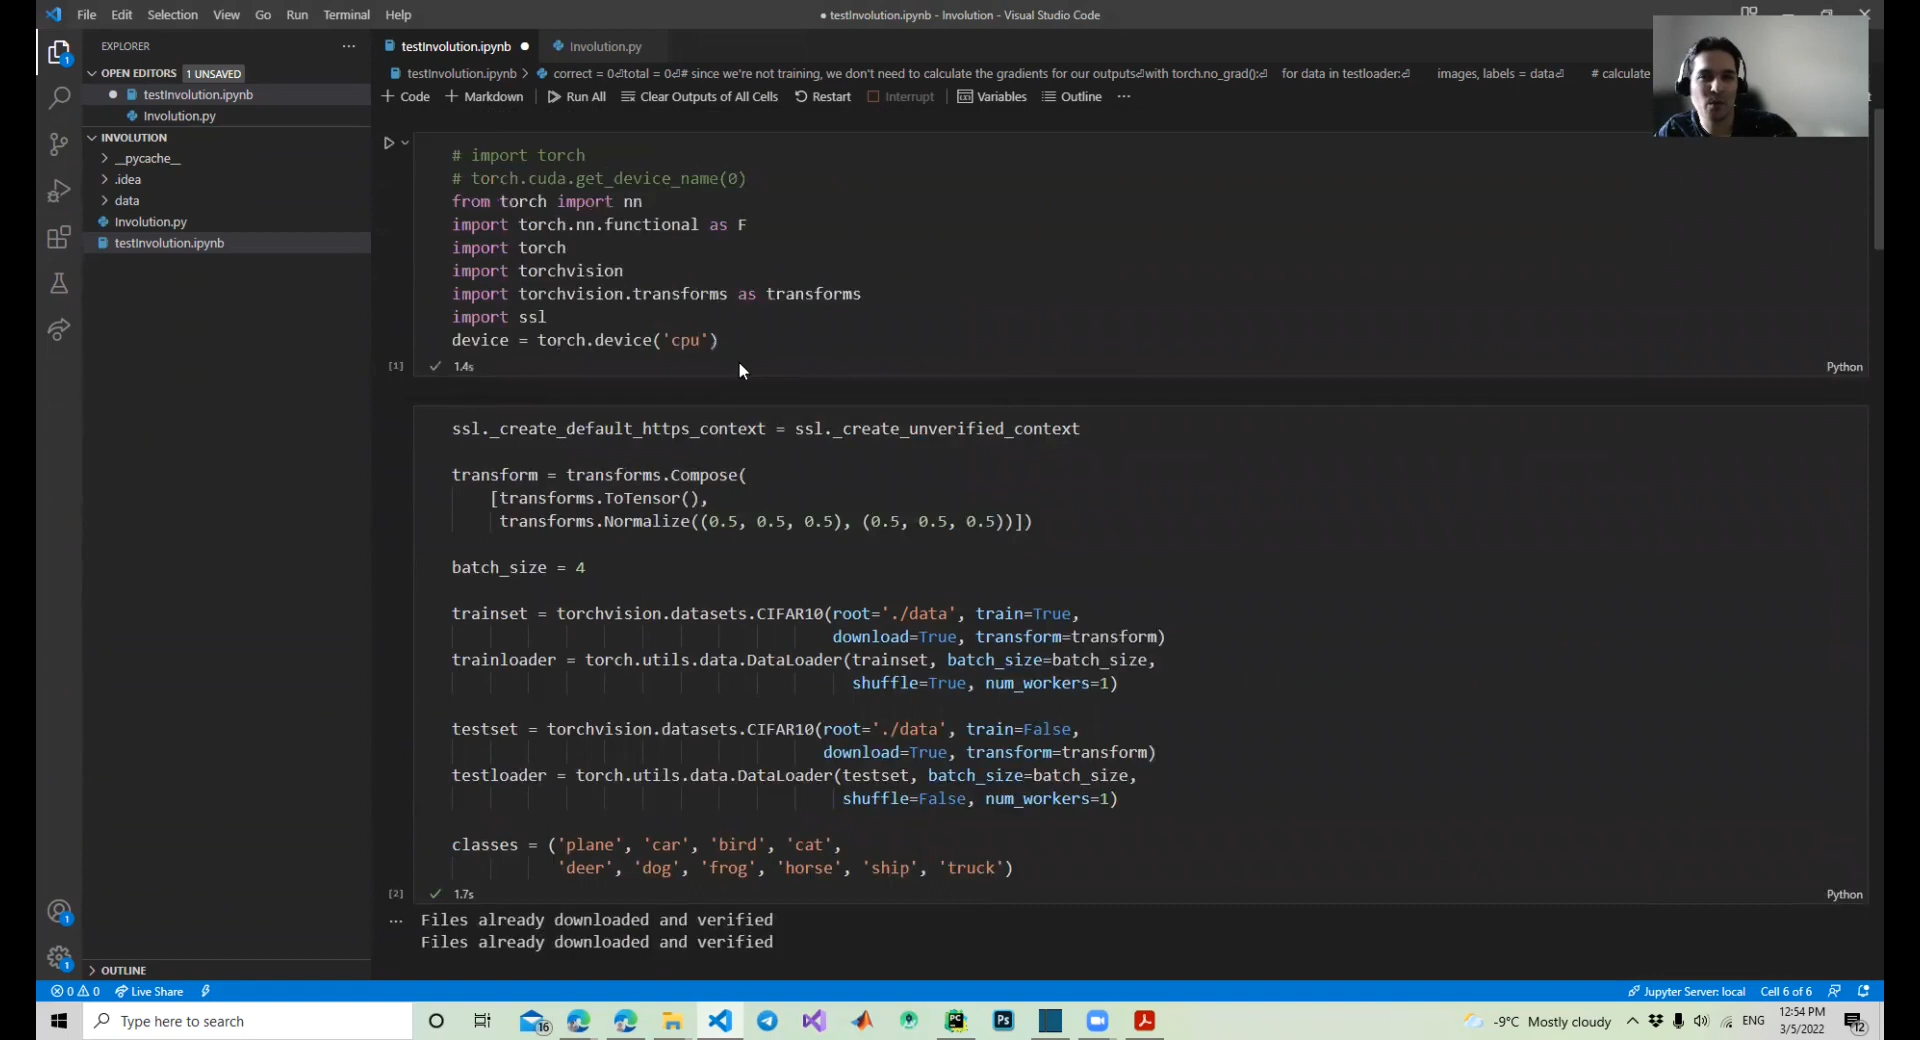 File Edit Selection View Go Run Terminal Help
● testInvolution.ipynb - Involution - Visual Studio Code
EXPLORER
OPEN EDITORS 1 UNSAVED
testInvolution.ipynb
Involution.py
INVOLUTION
__pycache__
.idea
data
Involution.py
testInvolution.ipynb
OUTLINE
testInvolution.ipynb
Involution.py
testInvolution.ipynb > correct = 0↵total = 0↵# since we're not training, we don't need to calculate the gradients for our outputs↵with torch.no_grad():↵ for data in testloader:↵ images, labels = data↵ # calculate
+ Code + Markdown Run All Clear Outputs of All Cells Restart Interrupt Variables Outline ...
# import torch
# torch.cuda.get_device_name(0)
from torch import nn
import torch.nn.functional as F
import torch
import torchvision
import torchvision.transforms as transforms
import ssl
device = torch.device('cpu')
[1] ✓ 1.4s Python
ssl._create_default_https_context = ssl._create_unverified_context
transform = transforms.Compose(
[transforms.ToTensor(),
transforms.Normalize((0.5, 0.5, 0.5), (0.5, 0.5, 0.5))])
batch_size = 4
trainset = torchvision.datasets.CIFAR10(root='./data', train=True,
download=True, transform=transform)
trainloader = torch.utils.data.DataLoader(trainset, batch_size=batch_size,
shuffle=True, num_workers=1)
testset = torchvision.datasets.CIFAR10(root='./data', train=False,
download=True, transform=transform)
testloader = torch.utils.data.DataLoader(testset, batch_size=batch_size,
shuffle=False, num_workers=1)
classes = ('plane', 'car', 'bird', 'cat',
'deer', 'dog', 'frog', 'horse', 'ship', 'truck')
[2] ✓ 1.7s Python
... Files already downloaded and verified
Files already downloaded and verified
0 0 Live Share Jupyter Server: local Cell 6 of 6
Type here to search
16
PC
Ps
-9°C Mostly cloudy
ENG
12:54 PM
3/5/2022
12